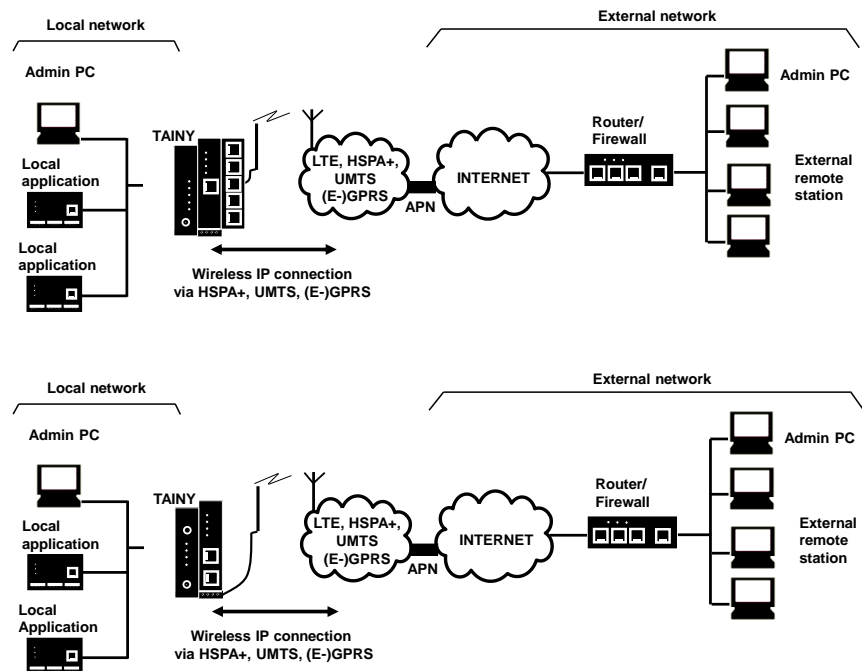 Local network
External network
Admin PC
Admin PC
TAINY
Router/
Firewall
Local
application
LTE, HSPA+,
UMTS
(E-)GPRS
INTERNET
External
remote
station
APN
Local
application
Wireless IP connection
via HSPA+, UMTS, (E-)GPRS
Local network
External network
Admin PC
Admin PC
TAINY
Router/
Firewall
Local
application
LTE, HSPA+,
UMTS
(E-)GPRS
INTERNET
External
remote
station
APN
Local
Application
Wireless IP connection
via HSPA+, UMTS, (E-)GPRS